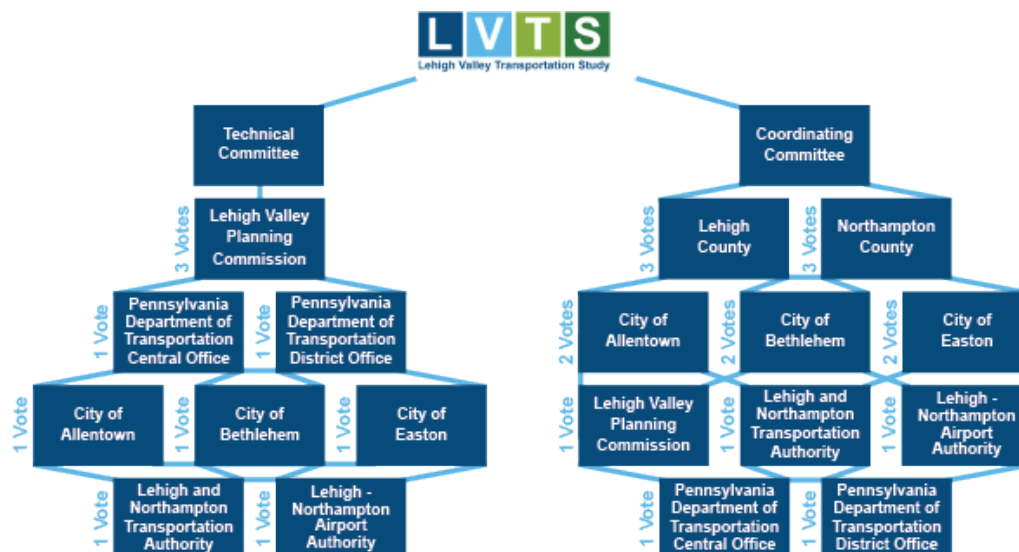 LVTS
Lehigh Valley Transportation Study
Technical
Committee
3 Votes
Lehigh Valley
Planning
Commission
1 Vote
Pennsylvania
Department of
Transportation
Central Office
1 Vote
Pennsylvania
Department of
Transportation
District Office
1 Vote
City of
Allentown
1 Vote
City of
Bethlehem
1 Vote
City of
Easton
1 Vote
Lehigh and
Northampton
Transportation
Authority
1 Vote
Lehigh -
Northampton
Airport
Authority
Coordinating
Committee
3 Votes
Lehigh
County
3 Votes
Northampton
County
2 Votes
City of
Allentown
2 Votes
City of
Bethlehem
2 Votes
City of
Easton
1 Vote
Lehigh Valley
Planning
Commission
1 Vote
Lehigh and
Northampton
Transportation
Authority
1 Vote
Lehigh -
Northampton
Airport
Authority
1 Vote
Pennsylvania
Department of
Transportation
Central Office
1 Vote
Pennsylvania
Department of
Transportation
District Office